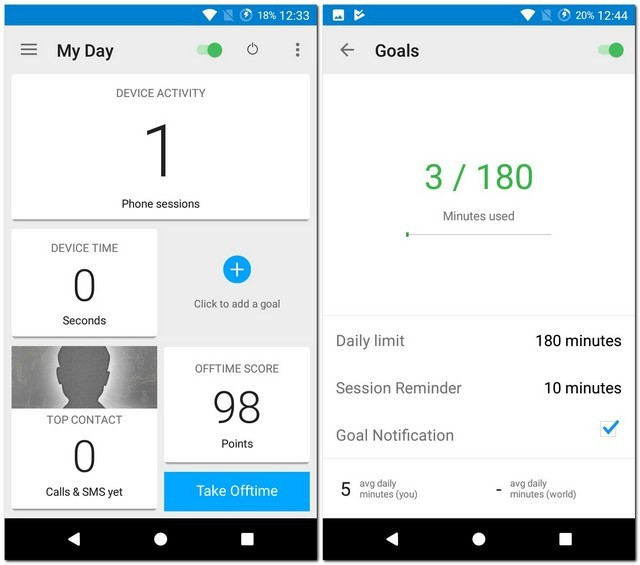 18% 12:33
My Day
DEVICE ACTIVITY
1
Phone sessions
DEVICE TIME
0
Seconds
Click to add a goal
TOP CONTACT
0
Calls & SMS yet
OFFTIME SCORE
98
Points
Take Offtime
20% 12:44
Goals
3 / 180
Minutes used
Daily limit 180 minutes
Session Reminder 10 minutes
Goal Notification
5 avg daily
minutes (you)
- avg daily
minutes (world)